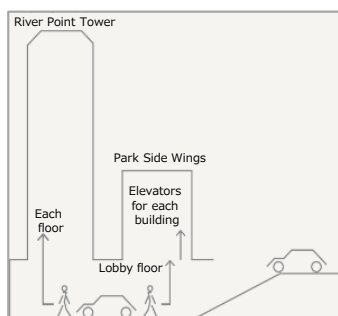 River Point Tower
Park Side Wings
Elevators
for each
building
Each
floor
Lobby floor